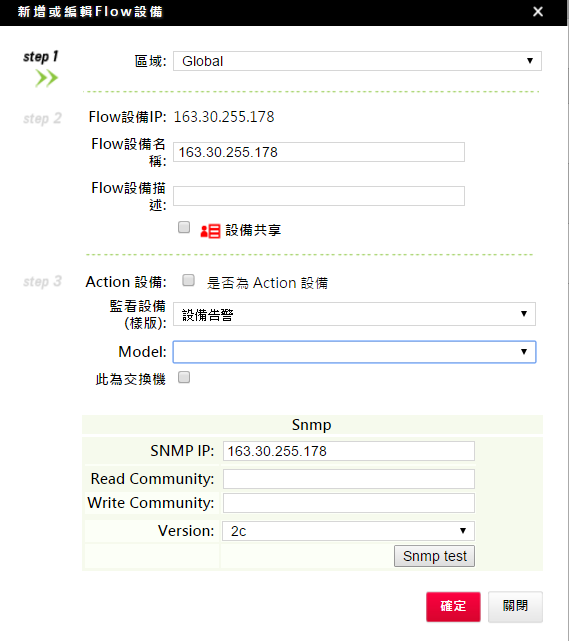 新增或編輯Flow設備
step 1
區域: Global
step 2
Flow設備IP: 163.30.255.178
Flow設備名
稱: 163.30.255.178
Flow設備描
述:
設備共享
step 3
Action 設備: 是否為 Action 設備
監看設備
(樣版): 設備告警
Model:
此為交換機
Snmp
SNMP IP: 163.30.255.178
Read Community:
Write Community:
Version: 2c
Snmp test
確定 關閉